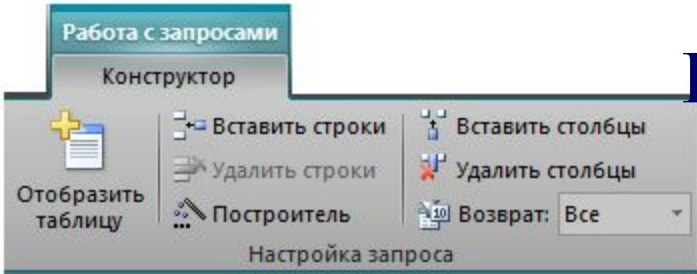 Работа с запросами
Конструктор
Отобразить
таблицу
Вставить строки
Удалить строки
Построитель
Вставить столбцы
Удалить столбцы
Возврат: Все
Настройка запроса